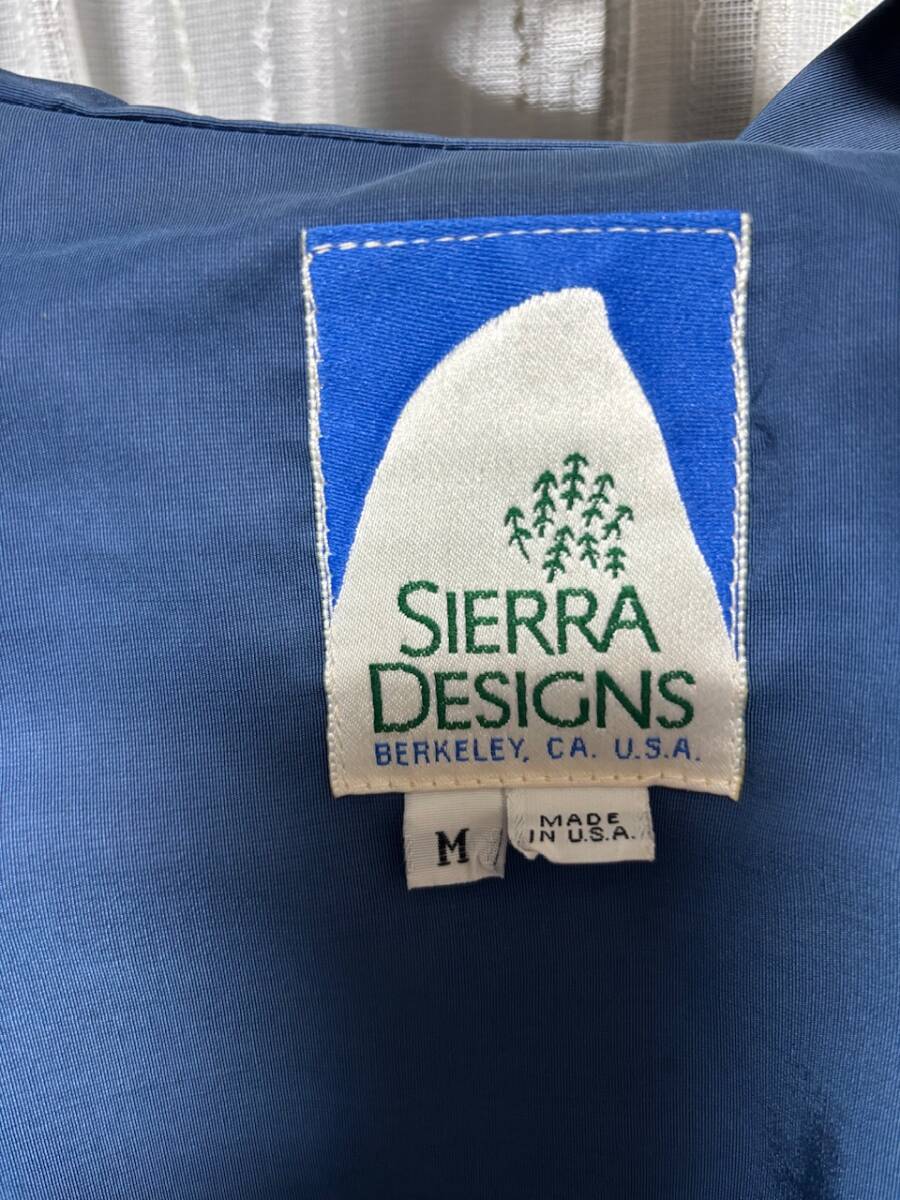 SIERRA
DESIGNS
BERKELEY, CA. U.S.A.
M
MADE
IN U.S.A.